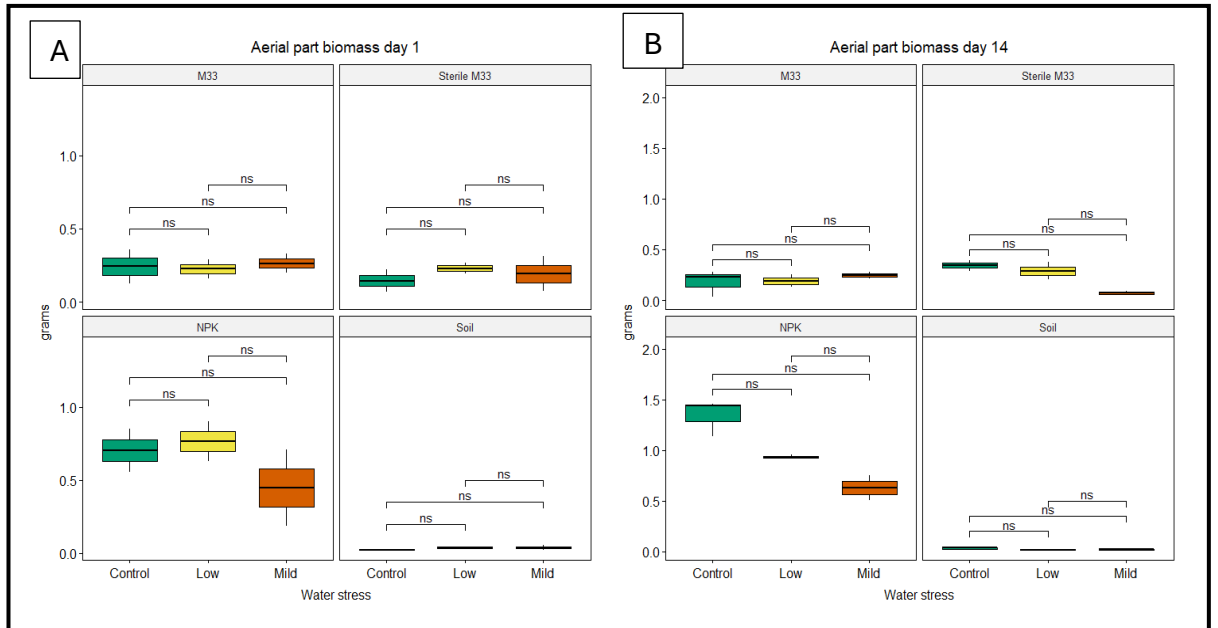 A
Aerial part biomass day 1
M33
Sterile M33
1.0
0.5
0.0
ns
ns
ns
ns
ns
ns
NPK
Soil
1.0
0.5
0.0
ns
ns
ns
ns
ns
ns
grams
Control
Low
Mild
Control
Low
Mild
Water stress
B
Aerial part biomass day 14
M33
Sterile M33
2.0
1.5
1.0
0.5
0.0
ns
ns
ns
ns
ns
ns
NPK
Soil
2.0
1.5
1.0
0.5
0.0
ns
ns
ns
ns
ns
ns
grams
Control
Low
Mild
Control
Low
Mild
Water stress